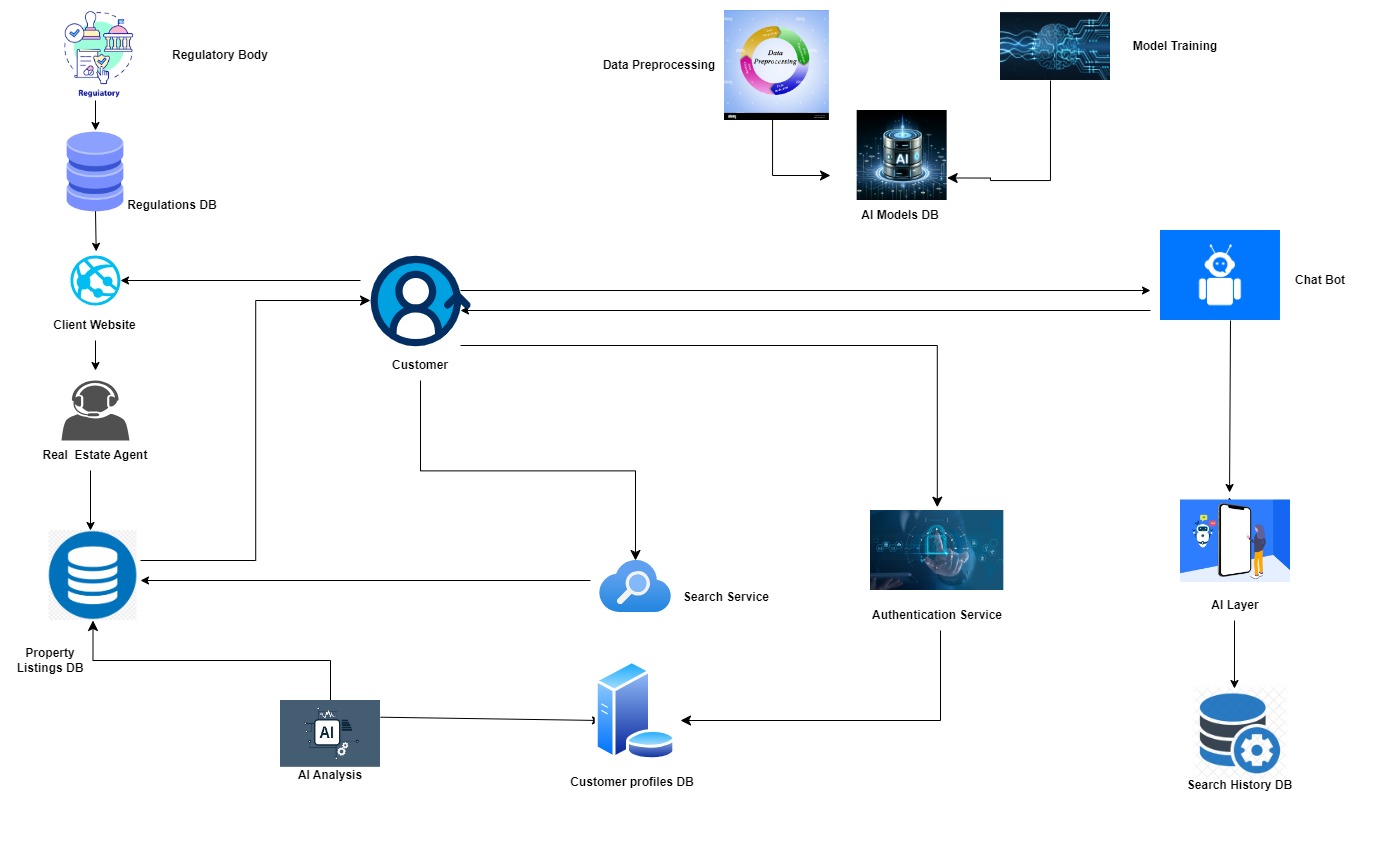 Regulatory Body
Reguiatory
Data Preprocessing
Data
Preprocessing
Model Training
AI
AI Models DB
Regulations DB
Client Website
Customer
Chat Bot
Real  Estate Agent
Search Service
Authentication Service
AI Layer
Property
Listings DB
AI
AI Analysis
Customer profiles DB
Search History DB